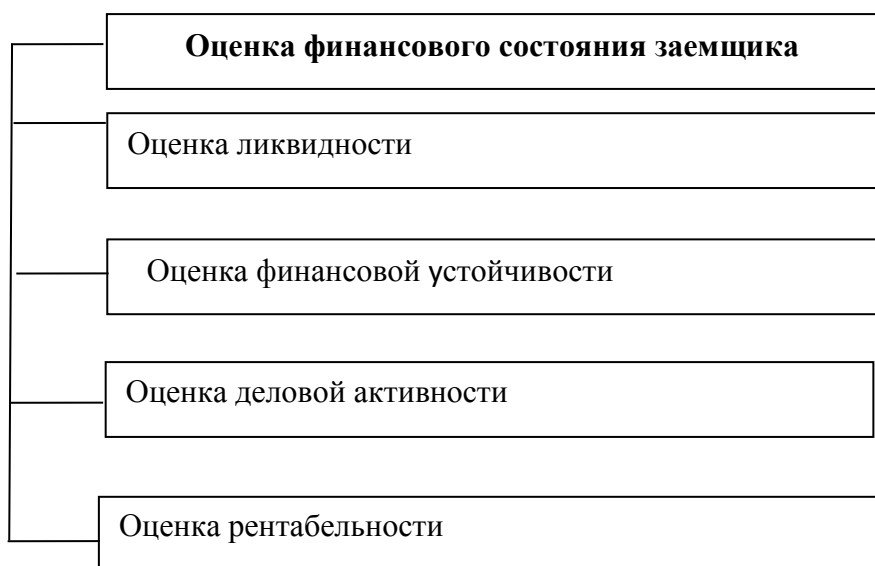 Оценка финансового состояния заемщика
Оценка ликвидности
Оценка финансовой устойчивости
Оценка деловой активности
Оценка рентабельности